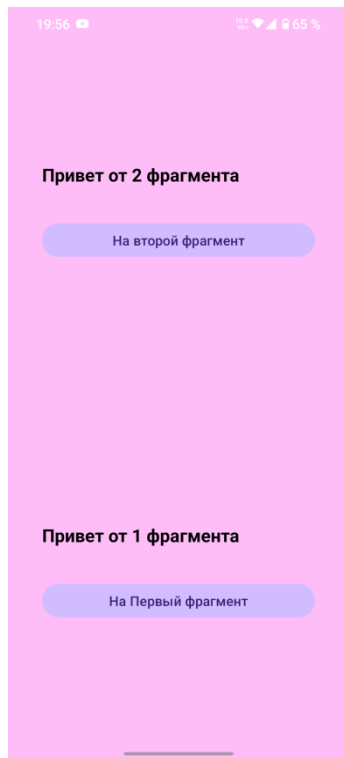 19:56
65 %
Привет от 2 фрагмента
На второй фрагмент
Привет от 1 фрагмента
На Первый фрагмент